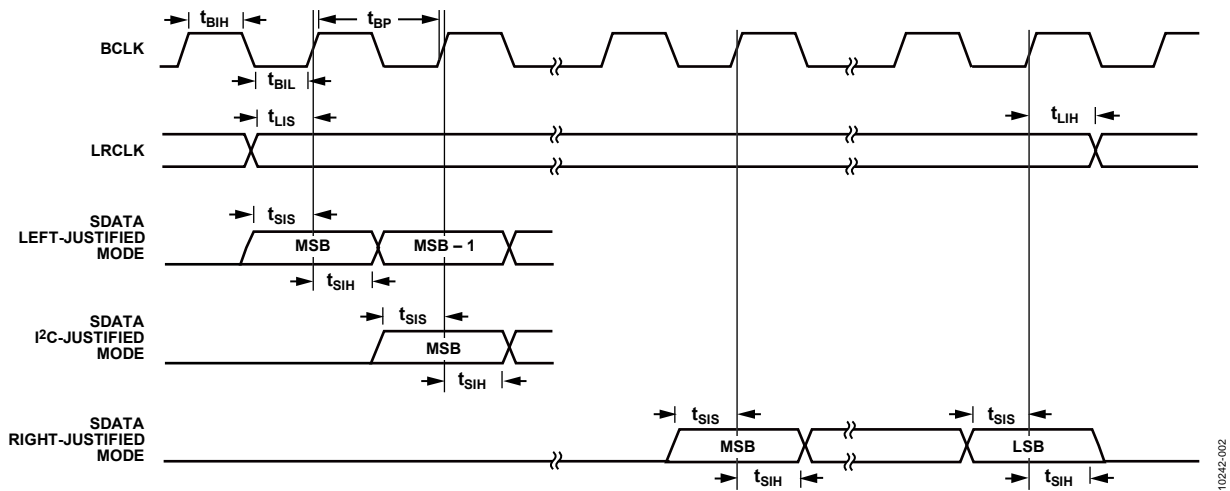 tBIH
tBP
BCLK
tBIL
tLIS
tLIH
LRCLK
SDATA
LEFT-JUSTIFIED
MODE
tSIS
MSB
MSB – 1
tSIH
SDATA
I2C-JUSTIFIED
MODE
tSIS
MSB
tSIH
SDATA
RIGHT-JUSTIFIED
MODE
tSIS
tSIS
MSB
LSB
tSIH
tSIH
10242-002